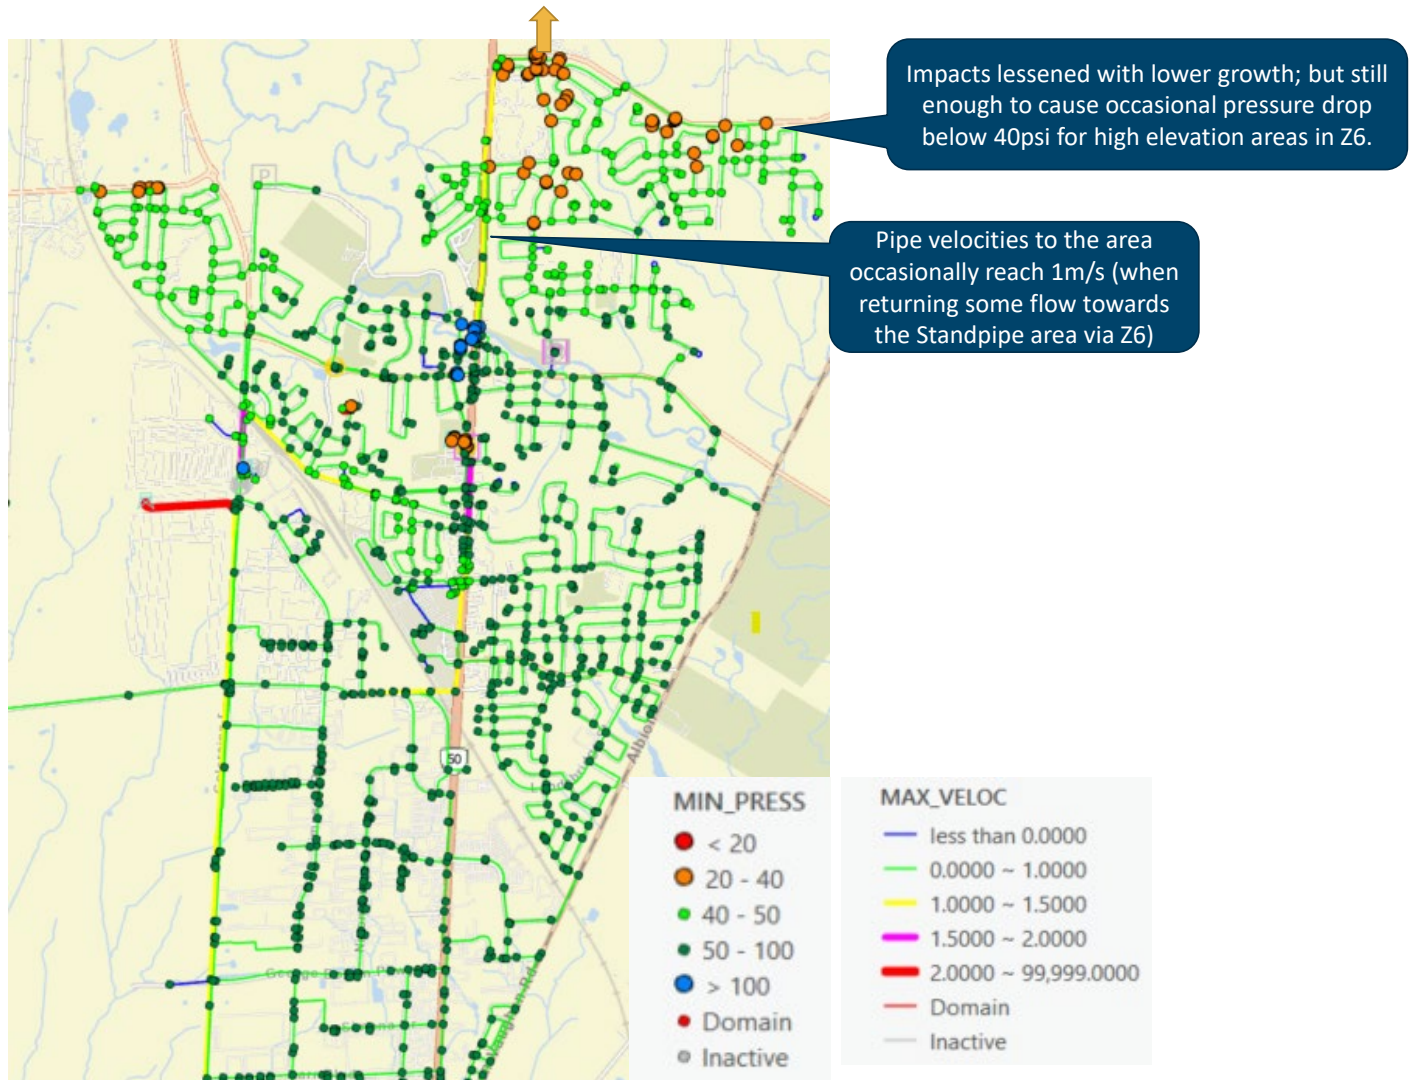 Impacts lessened with lower growth; but still
enough to cause occasional pressure drop
below 40psi for high elevation areas in Z6.
Pipe velocities to the area
occasionally reach 1m/s (when
returning some flow towards
the Standpipe area via Z6)
P
50
Albion
Vaughan Rd
MIN_PRESS
< 20
20 - 40
40 - 50
50 - 100
> 100
Domain
Inactive
MAX_VELOC
less than 0.0000
0.0000 ~ 1.0000
1.0000 ~ 1.5000
1.5000 ~ 2.0000
2.0000 ~ 99,999.0000
Domain
Inactive